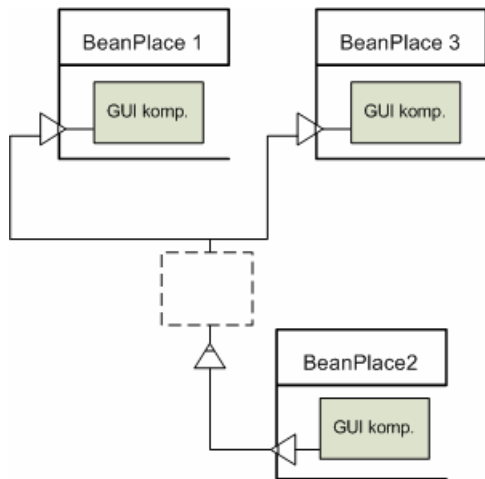 BeanPlace 1
BeanPlace 3
GUI komp.
GUI komp.
BeanPlace2
GUI komp.